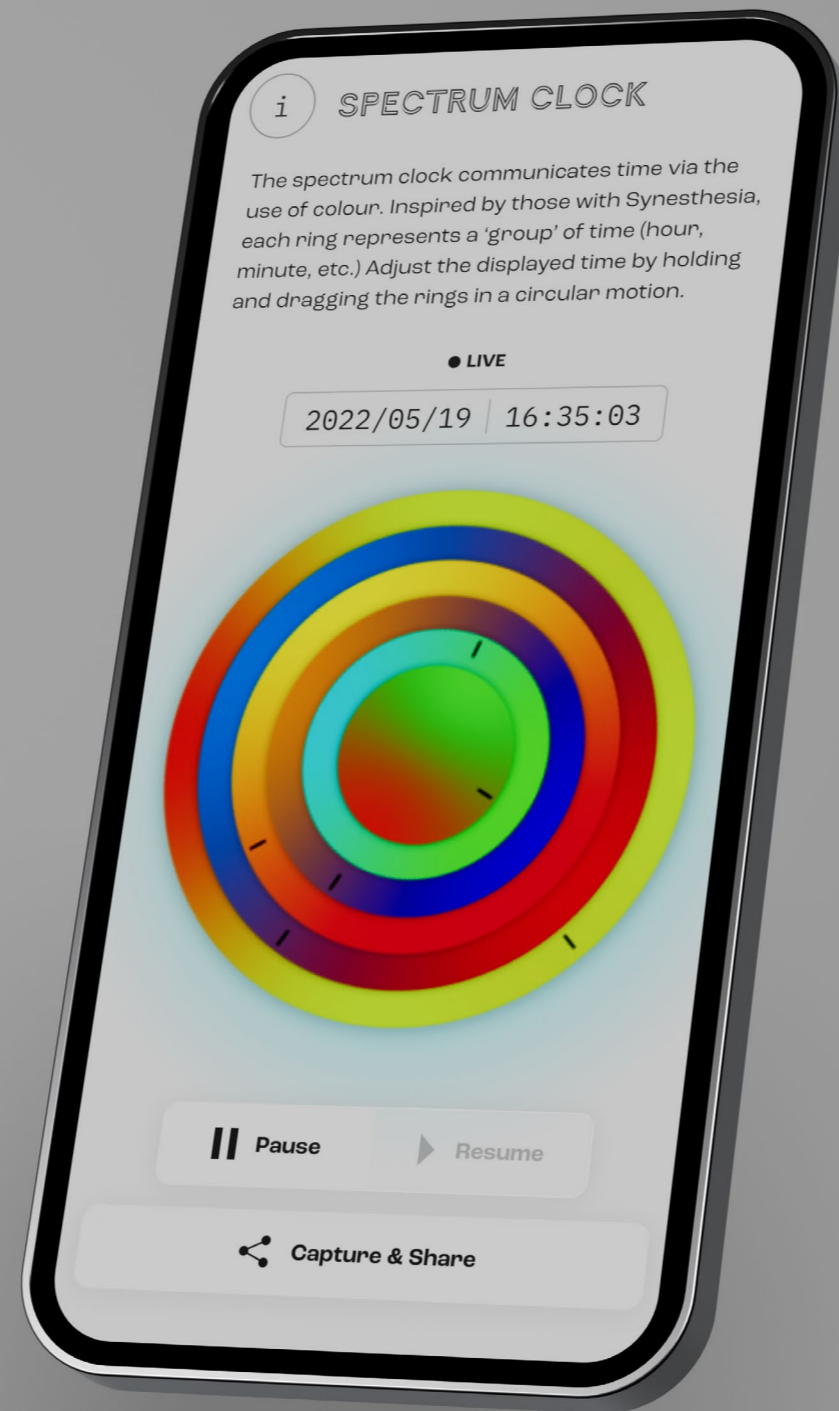 i SPECTRUM CLOCK
The spectrum clock communicates time via the
use of colour. Inspired by those with Synesthesia,
each ring represents a ‘group’ of time (hour,
minute, etc.) Adjust the displayed time by holding
and dragging the rings in a circular motion.
LIVE
2022/05/19 16:35:03
Pause Resume
Capture & Share